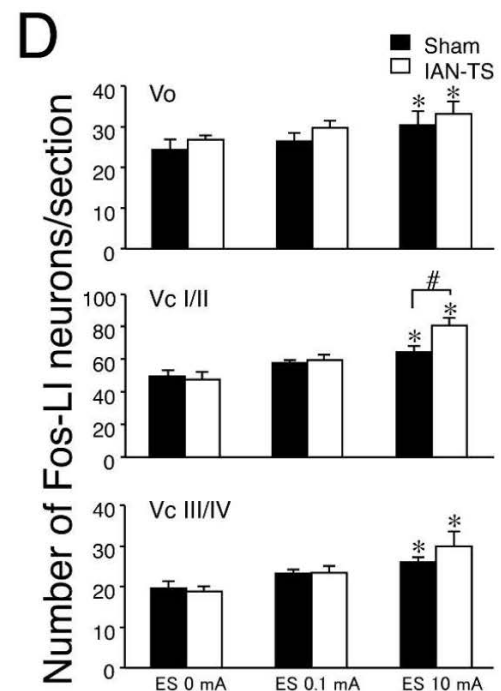 D
Sham
IAN-TS
Number of Fos-LI neurons/section
40
Vo
30
20
10
0
* *
100
Vc I/II
80
60
40
20
0
#
* *
40
Vc III/IV
30
20
10
0
* *
ES 0 mA ES 0.1 mA ES 10 mA